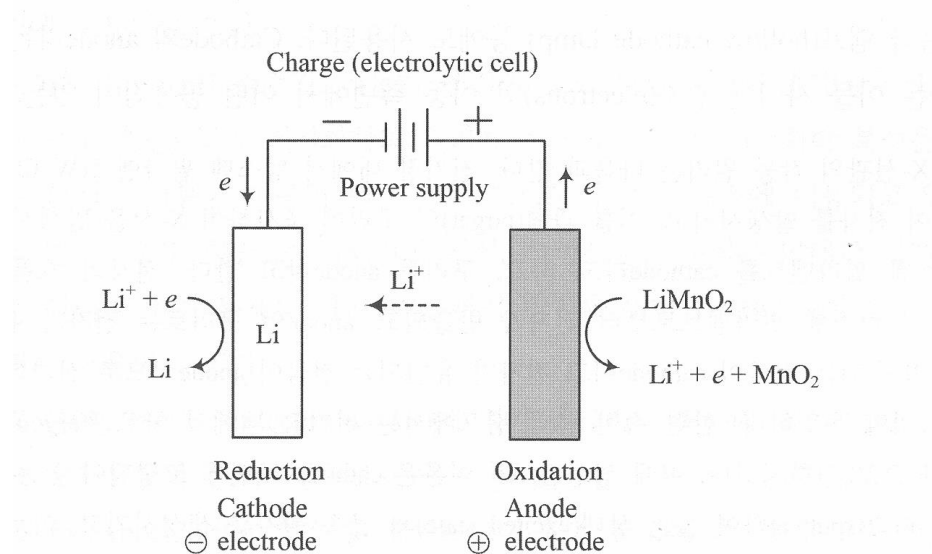 Charge (electrolytic cell)
− +
Power supply
e e
Li⁺
Li⁺ + e
Li
Li
LiMnO₂
Li⁺ + e + MnO₂
Reduction Oxidation
Cathode Anode
⊖ electrode ⊕ electrode